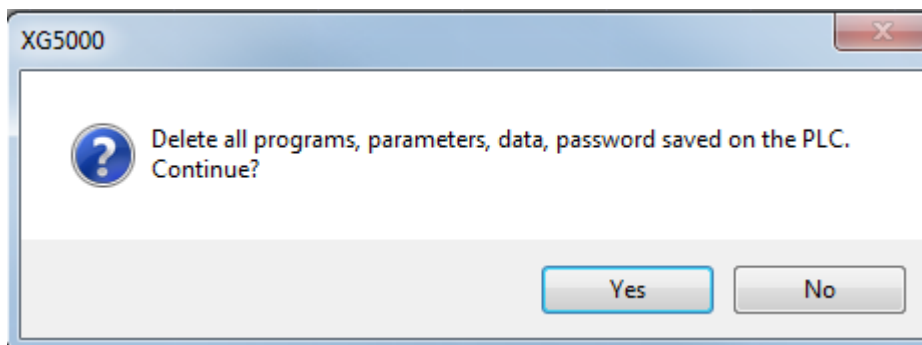 XG5000
Delete all programs, parameters, data, password saved on the PLC.
Continue?
Yes
No